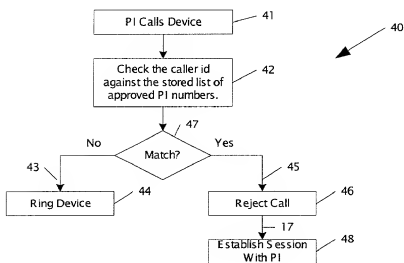 PI Calls Device
41
40
Check the caller id
against the stored list of
approved PI numbers.
42
47
No
Yes
Match?
43
45
Ring Device
44
Reject Call
46
17
Establish Session
With PI
48